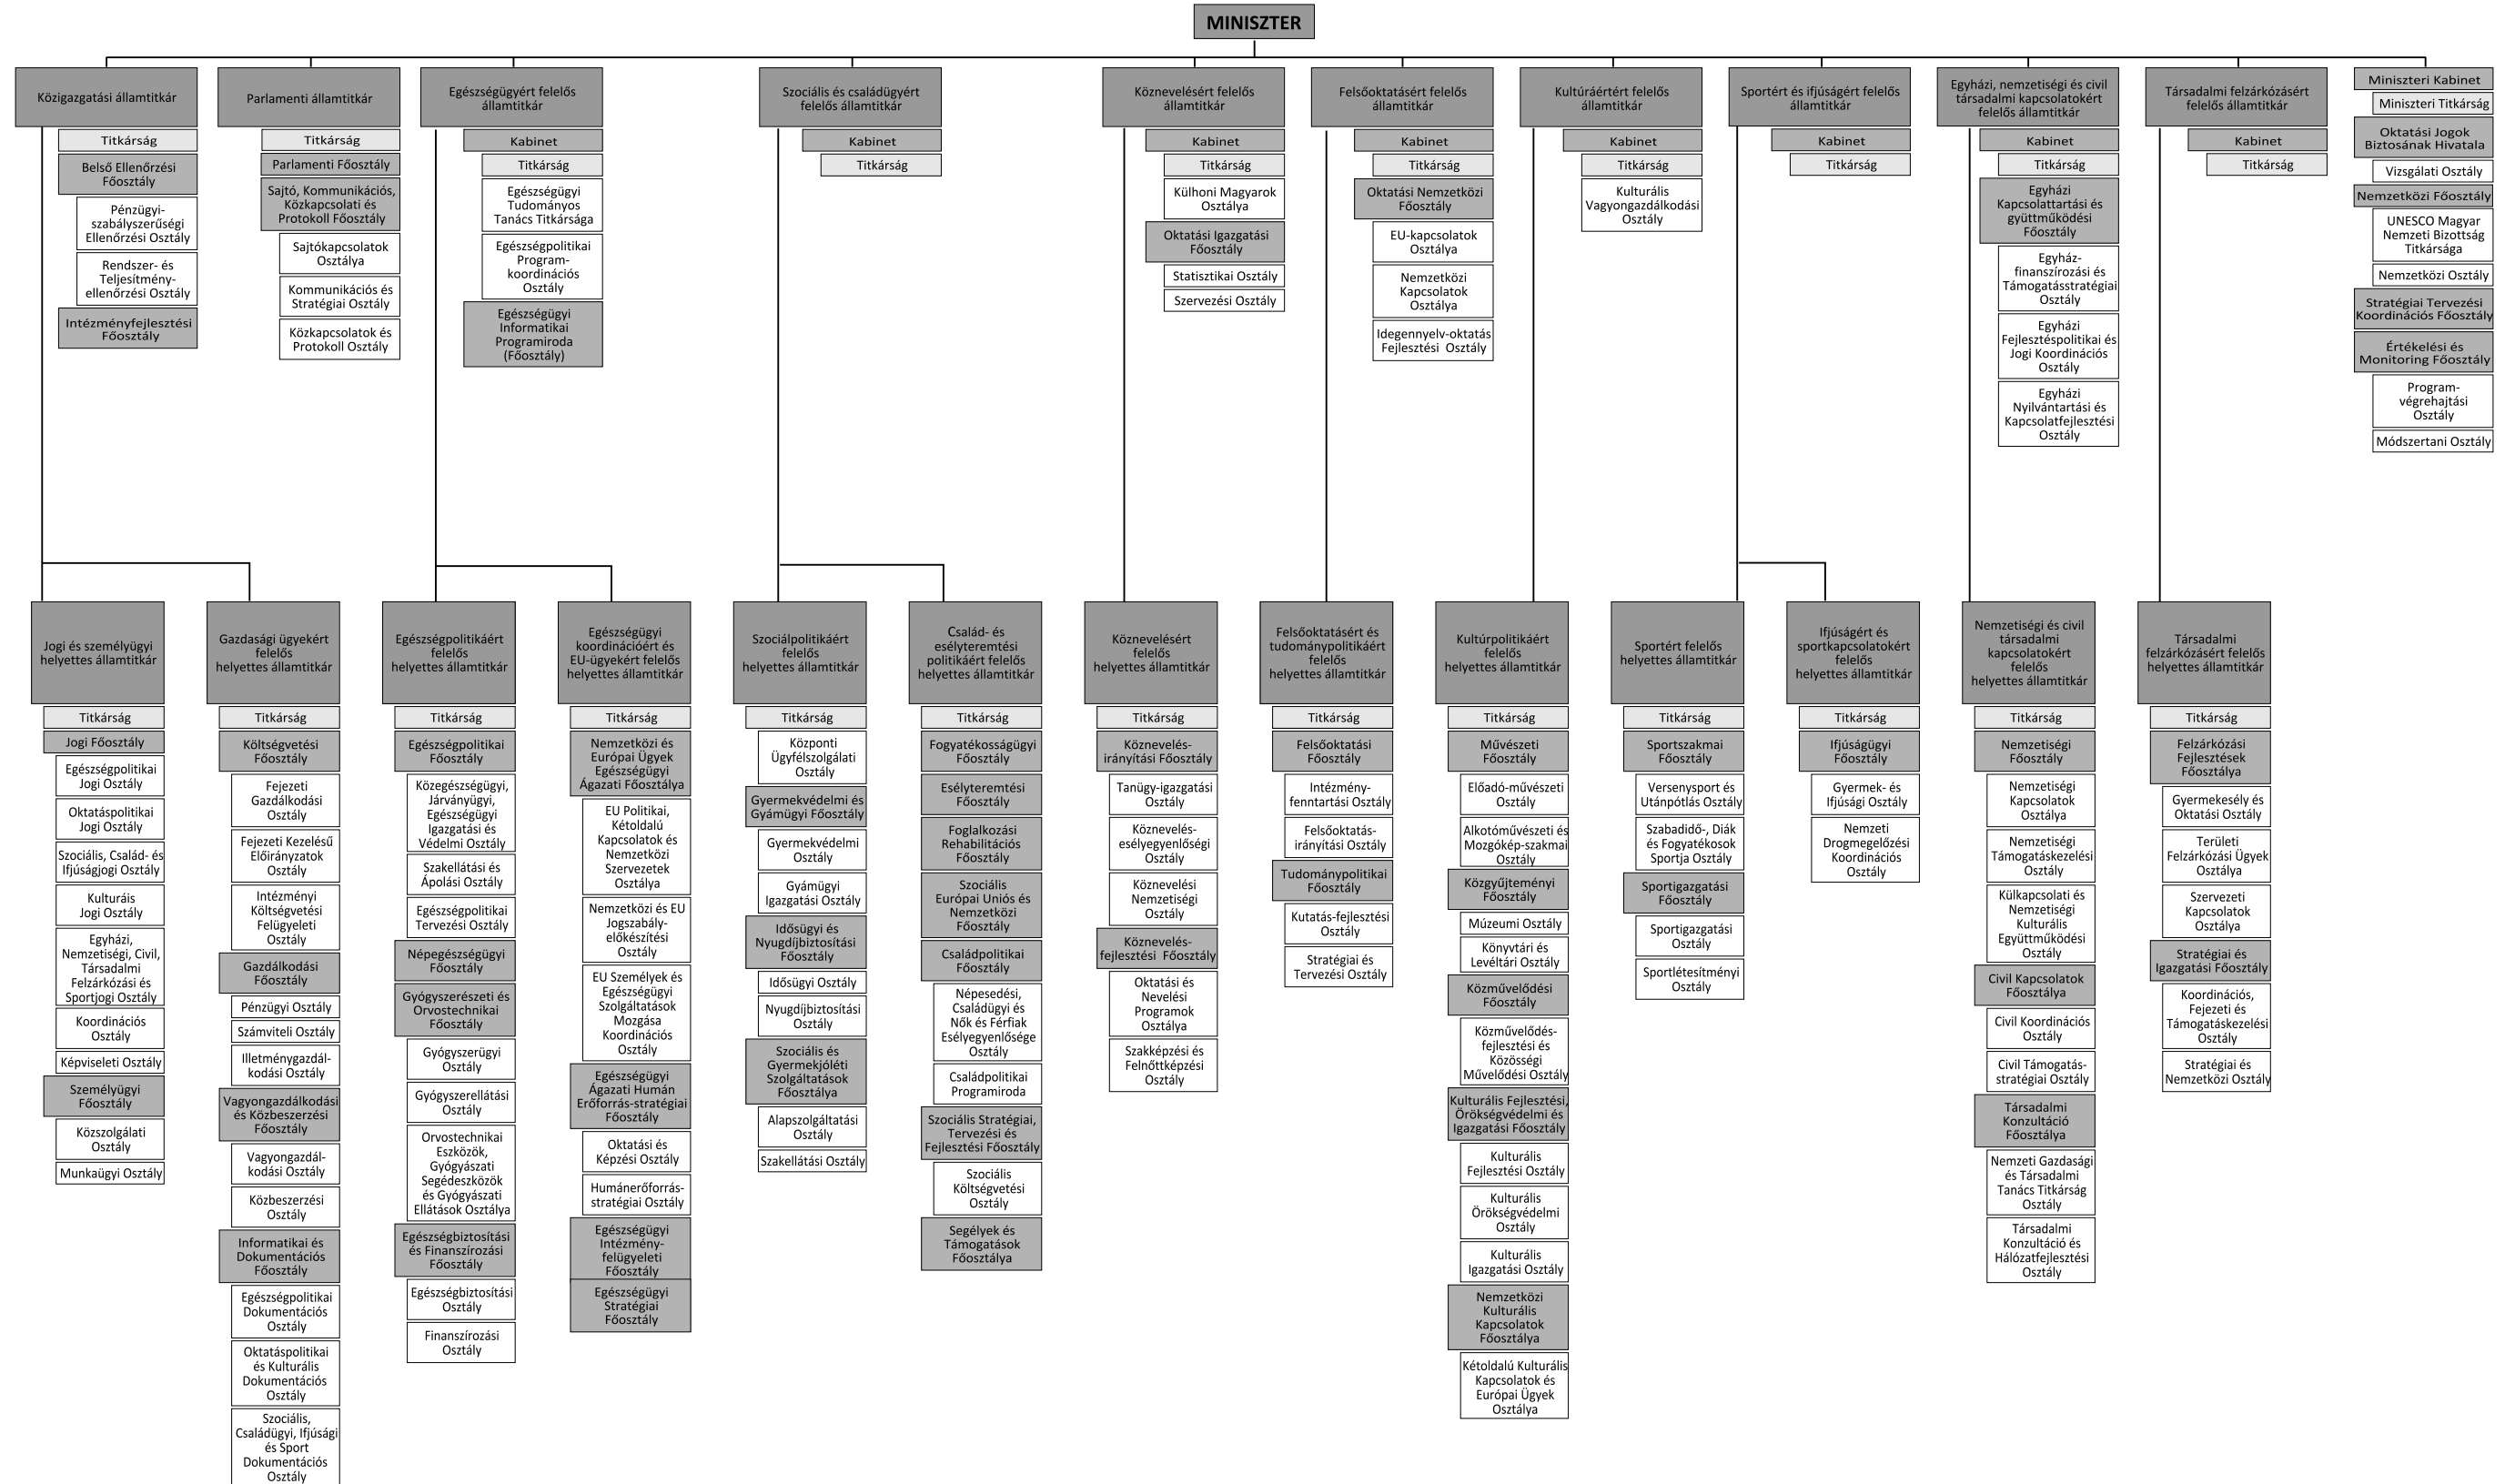 MINISZTER
Közigazgatási államtitkár
Titkárság
Belső Ellenőrzési
Főosztály
Pénzügyi-
szabályszerűségi
Ellenőrzési Osztály
Rendszer- és
Teljesítmény-
ellenőrzési Osztály
Intézményfejlesztési
Főosztály
Parlamenti államtitkár
Titkárság
Parlamenti Főosztály
Sajtó, Kommunikációs,
Közkapcsolati és
Protokoll Főosztály
Sajtókapcsolatok
Osztálya
Kommunikációs és
Stratégiai Osztály
Közkapcsolatok és
Protokoll Osztály
Egészségügyért felelős
államtitkár
Kabinet
Titkárság
Egészségügyi
Tudományos
Tanács Titkársága
Egészségpolitikai
Program-
koordinációs
Osztály
Egészségügyi
Informatikai
Programiroda
(Főosztály)
Szociális és családügyért
felelős államtitkár
Kabinet
Titkárság
Köznevelésért felelős
államtitkár
Kabinet
Titkárság
Külhoni Magyarok
Osztálya
Oktatási Igazgatási
Főosztály
Statisztikai Osztály
Szervezési Osztály
Felsőoktatásért felelős
államtitkár
Kabinet
Titkárság
Oktatási Nemzetközi
Főosztály
EU-kapcsolatok
Osztálya
Nemzetközi
Kapcsolatok
Osztálya
Idegennyelv-oktatás
Fejlesztési Osztály
Kultúráértért felelős
államtitkár
Kabinet
Titkárság
Kulturális
Vagyongazdálkodási
Osztály
Sportért és ifjúságért felelős
államtitkár
Kabinet
Titkárság
Egyházi, nemzetiségi és civil
társadalmi kapcsolatokért
felelős államtitkár
Kabinet
Titkárság
Egyházi
Kapcsolattartási és
gyüttműködési
Főosztály
Egyház-
finanszírozási és
Támogatásstratégiai
Osztály
Egyházi
Fejlesztéspolitikai és
Jogi Koordinációs
Osztály
Egyházi
Nyilvántartási és
Kapcsolatfejlesztési
Osztály
Társadalmi felzárkózásért
felelős államtitkár
Kabinet
Titkárság
Miniszteri Kabinet
Miniszteri Titkárság
Oktatási Jogok
Biztosának Hivatala
Vizsgálati Osztály
Nemzetközi Főosztály
UNESCO Magyar
Nemzeti Bizottság
Titkársága
Nemzetközi Osztály
Stratégiai Tervezési
Koordinációs Főosztály
Értékelési és
Monitoring Főosztály
Program-
végrehajtási
Osztály
Módszertani Osztály
Jogi és személyügyi
helyettes államtitkár
Titkárság
Jogi Főosztály
Egészségpolitikai
Jogi Osztály
Oktatáspolitikai
Jogi Osztály
Szociális, Család- és
Ifjúságjogi Osztály
Kulturáis
Jogi Osztály
Egyházi,
Nemzetiségi, Civil,
Társadalmi
Felzárkózási és
Sportjogi Osztály
Koordinációs
Osztály
Képviseleti Osztály
Személyügyi
Főosztály
Közszolgálati
Osztály
Munkaügyi Osztály
Gazdasági ügyekért
felelős
helyettes államtitkár
Titkárság
Költségvetési
Főosztály
Fejezeti
Gazdálkodási
Osztály
Fejezeti Kezelésű
Előirányzatok
Osztály
Intézményi
Költségvetési
Felügyeleti
Osztály
Gazdálkodási
Főosztály
Pénzügyi Osztály
Számviteli Osztály
Illetménygazdál-
kodási Osztály
Vagyongazdálkodási
és Közbeszerzési
Főosztály
Vagyongazdál-
kodási Osztály
Közbeszerzési
Osztály
Informatikai és
Dokumentációs
Főosztály
Egészségpolitikai
Dokumentációs
Osztály
Oktatáspolitikai
és Kulturális
Dokumentációs
Osztály
Szociális,
Családügyi, Ifjúsági
és Sport
Dokumentációs
Osztály
Egészségpolitikáért
felelős
helyettes államtitkár
Titkárság
Egészségpolitikai
Főosztály
Közegészségügyi,
Járványügyi,
Egészségügyi
Igazgatási és
Védelmi Osztály
Szakellátási és
Ápolási Osztály
Egészségpolitikai
Tervezési Osztály
Népegészségügyi
Főosztály
Gyógyszerészeti és
Orvostechnikai
Főosztály
Gyógyszerügyi
Osztály
Gyógyszerellátási
Osztály
Orvostechnikai
Eszközök,
Gyógyászati
Segédeszközök
és Gyógyászati
Ellátások Osztálya
Egészségbiztosítási
és Finanszírozási
Főosztály
Egészségbiztosítási
Osztály
Finanszírozási
Osztály
Egészségügyi
koordinációért és
EU-ügyekért felelős
helyettes államtitkár
Titkárság
Nemzetközi és
Európai Ügyek
Egészségügyi
Ágazati Főosztálya
EU Politikai,
Kétoldalú
Kapcsolatok és
Nemzetközi
Szervezetek
Osztálya
Nemzetközi és EU
Jogszabály-
előkészítési
Osztály
EU Személyek és
Egészségügyi
Szolgáltatások
Mozgása
Koordinációs
Osztály
Egészségügyi
Ágazati Humán
Erőforrás-stratégiai
Főosztály
Oktatási és
Képzési Osztály
Humánerőforrás-
stratégiai Osztály
Egészségügyi
Intézmény-
felügyeleti
Főosztály
Egészségügyi
Stratégiai
Főosztály
Szociálpolitikáért
felelős
helyettes államtitkár
Titkárság
Központi
Ügyfélszolgálati
Osztály
Gyermekvédelmi és
Gyámügyi Főosztály
Gyermekvédelmi
Osztály
Gyámügyi
Igazgatási Osztály
Idősügyi és
Nyugdíjbiztosítási
Főosztály
Idősügyi Osztály
Nyugdíjbiztosítási
Osztály
Szociális és
Gyermekjóléti
Szolgáltatások
Főosztálya
Alapszolgáltatási
Osztály
Szakellátási Osztály
Család- és
esélyteremtési
politikáért felelős
helyettes államtitkár
Titkárság
Fogyatékosságügyi
Főosztály
Esélyteremtési
Főosztály
Foglalkozási
Rehabilitációs
Főosztály
Szociális
Európai Uniós és
Nemzetközi
Főosztály
Családpolitikai
Főosztály
Népesedési,
Családügyi és
Nők és Férfiak
Esélyegyenlősége
Osztály
Családpolitikai
Programiroda
Szociális Stratégiai,
Tervezési és
Fejlesztési Főosztály
Szociális
Költségvetési
Osztály
Segélyek és
Támogatások
Főosztálya
Köznevelésért
felelős
helyettes államtitkár
Titkárság
Köznevelés-
irányítási Főosztály
Tanügy-igazgatási
Osztály
Köznevelés-
esélyegyenlőségi
Osztály
Köznevelési
Nemzetiségi
Osztály
Köznevelés-
fejlesztési Főosztály
Oktatási és
Nevelési
Programok
Osztálya
Szakképzési és
Felnőttképzési
Osztály
Felsőoktatásért és
tudománypolitikáért
felelős
helyettes államtitkár
Titkárság
Felsőoktatási
Főosztály
Intézmény-
fenntartási Osztály
Felsőoktatás-
irányítási Osztály
Tudománypolitikai
Főosztály
Kutatás-fejlesztési
Osztály
Stratégiai és
Tervezési Osztály
Kultúrpolitikáért
felelős
helyettes államtitkár
Titkárság
Művészeti
Főosztály
Előadó-művészeti
Osztály
Alkotóművészeti és
Mozgókép-szakmai
Osztály
Közgyűjteményi
Főosztály
Múzeumi Osztály
Könyvtári és
Levéltári Osztály
Közművelődési
Főosztály
Közművelődés-
fejlesztési és
Közösségi
Művelődési Osztály
Kulturális Fejlesztési,
Örökségvédelmi és
Igazgatási Főosztály
Kulturális
Fejlesztési Osztály
Kulturális
Örökségvédelmi
Osztály
Kulturális
Igazgatási Osztály
Nemzetközi
Kulturális
Kapcsolatok
Főosztálya
Kétoldalú Kulturális
Kapcsolatok és
Európai Ügyek
Osztálya
Sportért felelős
helyettes államtitkár
Titkárság
Sportszakmai
Főosztály
Versenysport és
Utánpótlás Osztály
Szabadidő-, Diák
és Fogyatékosok
Sportja Osztály
Sportigazgatási
Főosztály
Sportigazgatási
Osztály
Sportlétesítményi
Osztály
Ifjúságért és
sportkapcsolatokért
felelős
helyettes államtitkár
Titkárság
Ifjúságügyi
Főosztály
Gyermek- és
Ifjúsági Osztály
Nemzeti
Drogmegelőzési
Koordinációs
Osztály
Nemzetiségi és civil
társadalmi
kapcsolatokért
felelős
helyettes államtitkár
Titkárság
Nemzetiségi
Főosztály
Nemzetiségi
Kapcsolatok
Osztálya
Nemzetiségi
Támogatáskezelési
Osztály
Külkapcsolati és
Nemzetiségi
Kulturális
Együttműködési
Osztály
Civil Kapcsolatok
Főosztálya
Civil Koordinációs
Osztály
Civil Támogatás-
stratégiai Osztály
Társadalmi
Konzultáció
Főosztálya
Nemzeti Gazdasági
és Társadalmi
Tanács Titkárság
Osztály
Társadalmi
Konzultáció és
Hálózatfejlesztési
Osztály
Társadalmi
felzárkózásért felelős
helyettes államtitkár
Titkárság
Felzárkózási
Fejlesztések
Főosztálya
Gyermekesély és
Oktatási Osztály
Területi
Felzárkózási Ügyek
Osztálya
Szervezeti
Kapcsolatok
Osztálya
Stratégiai és
Igazgatási Főosztály
Koordinációs,
Fejezeti és
Támogatáskezelési
Osztály
Stratégiai és
Nemzetközi Osztály